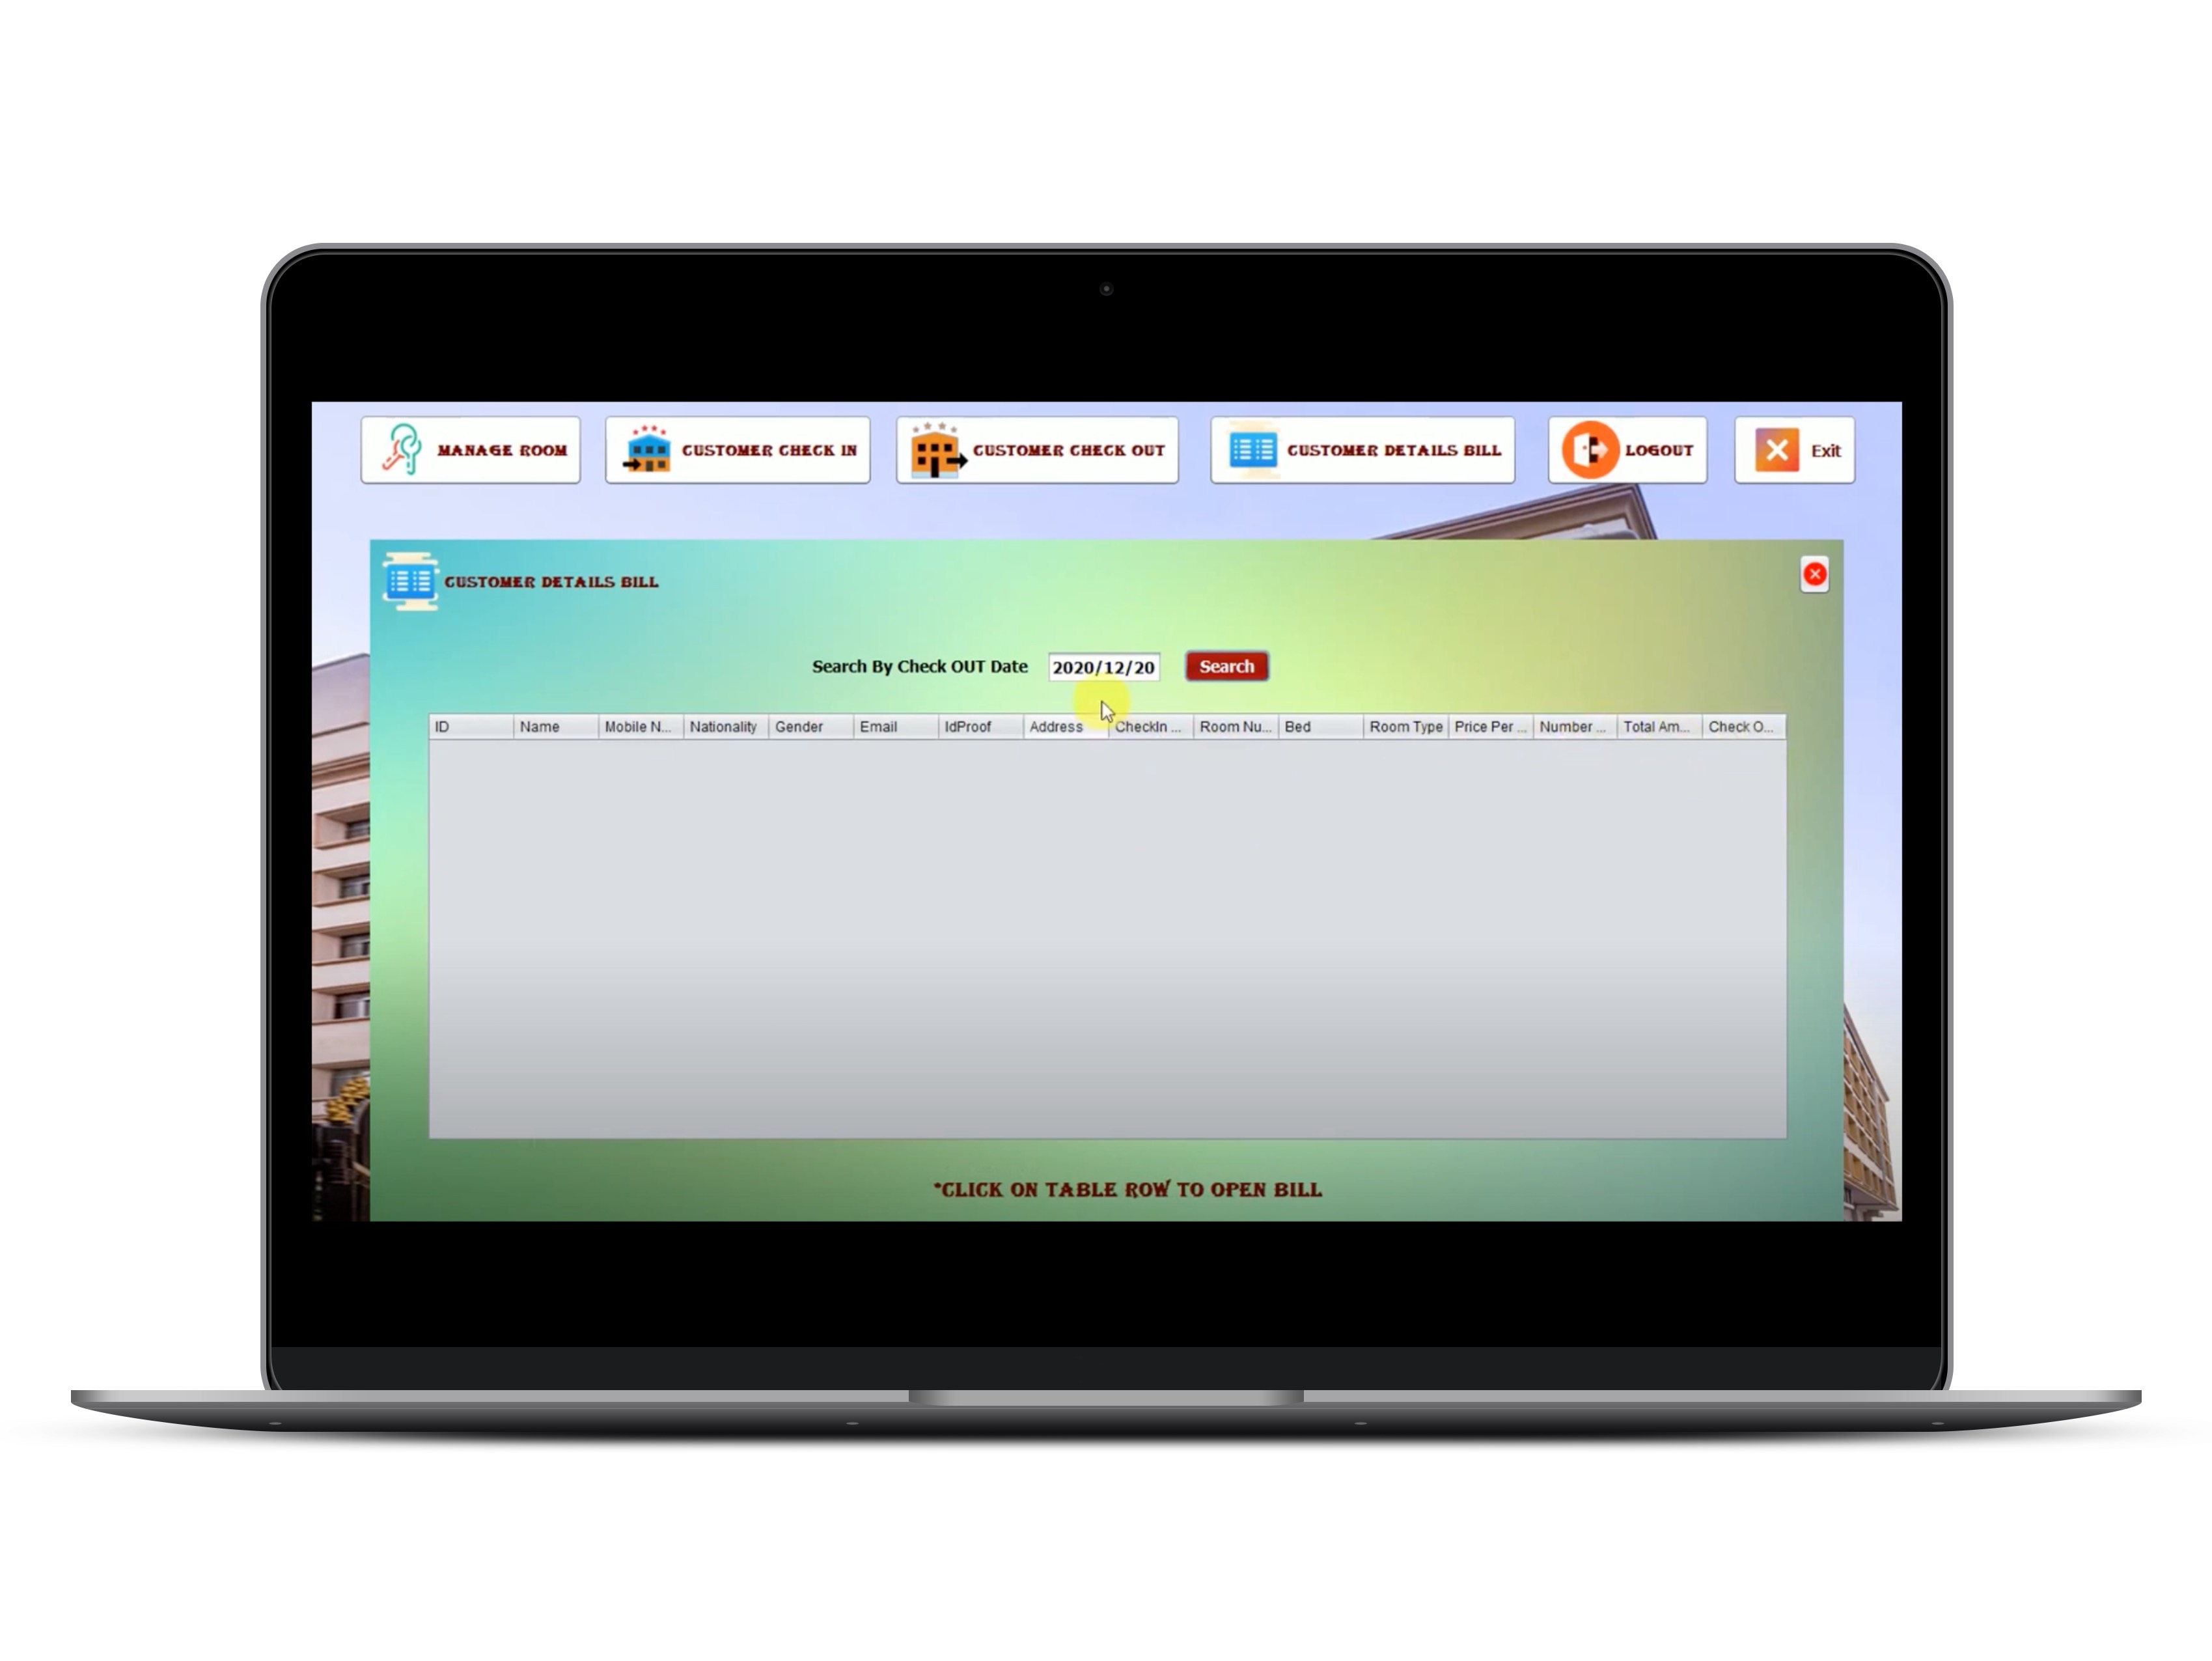 MANAGE ROOM
CUSTOMER CHECK IN
CUSTOMER CHECK OUT
CUSTOMER DETAILS BILL
LOGOUT
Exit
CUSTOMER DETAILS BILL
Search By Check OUT Date 2020/12/20 Search
ID Name Mobile N... Nationality Gender Email IdProof Address CheckIn ... Room Nu... Bed Room Type Price Per ... Number ... Total Am... Check O...
*CLICK ON TABLE ROW TO OPEN BILL